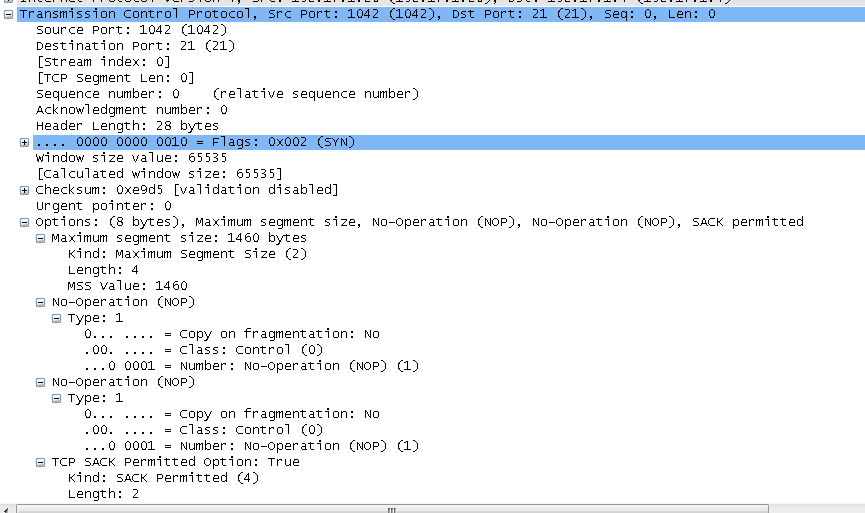 Transmission Control Protocol, Src Port: 1042 (1042), Dst Port: 21 (21), Seq: 0, Len: 0
Source Port: 1042 (1042)
Destination Port: 21 (21)
[Stream index: 0]
[TCP Segment Len: 0]
Sequence number: 0    (relative sequence number)
Acknowledgment number: 0
Header Length: 28 bytes
.... 0000 0000 0010 = Flags: 0x002 (SYN)
Window size value: 65535
[Calculated window size: 65535]
Checksum: 0xe9d5 [validation disabled]
Urgent pointer: 0
Options: (8 bytes), Maximum segment size, No-Operation (NOP), No-Operation (NOP), SACK permitted
Maximum segment size: 1460 bytes
Kind: Maximum Segment Size (2)
Length: 4
MSS Value: 1460
No-Operation (NOP)
Type: 1
0... .... = Copy on fragmentation: No
.00. .... = Class: Control (0)
...0 0001 = Number: No-Operation (NOP) (1)
No-Operation (NOP)
Type: 1
0... .... = Copy on fragmentation: No
.00. .... = Class: Control (0)
...0 0001 = Number: No-Operation (NOP) (1)
TCP SACK Permitted Option: True
Kind: SACK Permitted (4)
Length: 2